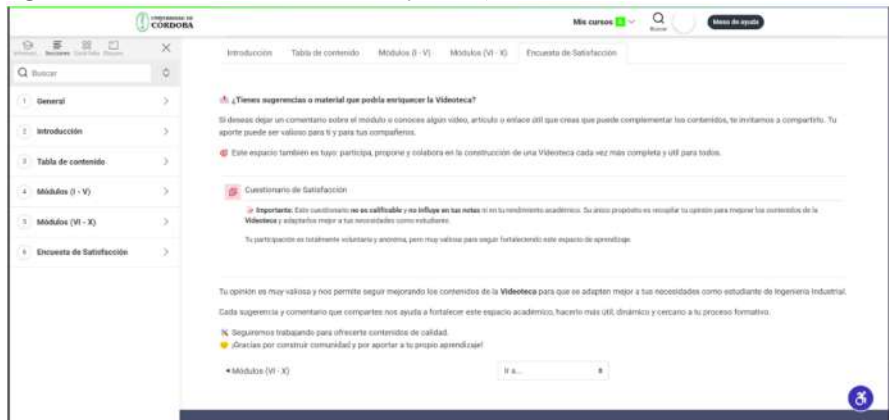 UNIVERSIDAD DE
CÓRDOBA
Mis cursos
Buscar
Mesa de ayuda
Secciones
Buscar
1 General
2 Introducción
3 Tabla de contenido
4 Módulos (I - V)
5 Módulos (VI - X)
6 Encuesta de Satisfacción
Introducción Tabla de contenido Módulos (I - V) Módulos (VI - X) Encuesta de Satisfacción
¿Tienes sugerencias o material que podría enriquecer la Videoteca?
Si deseas dejar un comentario sobre el módulo o conoces algún video, artículo o enlace útil que creas que puede complementar los contenidos, te invitamos a compartirlo. Tu
aporte puede ser valioso para ti y para tus compañeros.
Este espacio también es tuyo: participa, propone y colabora en la construcción de una Videoteca cada vez más completa y útil para todos.
Cuestionario de Satisfacción
Importante: Este cuestionario no es calificable y no influye en tus notas ni en tu rendimiento académico. Su único propósito es recopilar tu opinión para mejorar los contenidos de la
Videoteca y adaptarlos mejor a tus necesidades como estudiante.
Tu participación es totalmente voluntaria y anónima, pero muy valiosa para seguir fortaleciendo este espacio de aprendizaje.
Tu opinión es muy valiosa y nos permite seguir mejorando los contenidos de la Videoteca para que se adapten mejor a tus necesidades como estudiante de Ingeniería Industrial.
Cada sugerencia y comentario que compartes nos ayuda a fortalecer este espacio académico, hacerlo más útil, dinámico y cercano a tu proceso formativo.
Seguiremos trabajando para ofrecerte contenidos de calidad.
¡Gracias por construir comunidad y por aportar a tu propio aprendizaje!
◄ Módulos (VI - X)
Ir a...